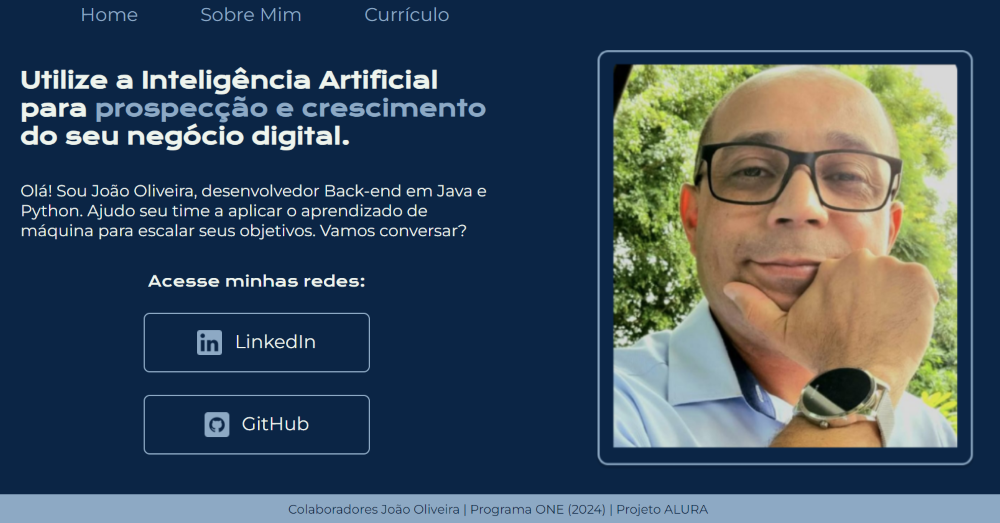 Home Sobre Mim Currículo
Utilize a Inteligência Artificial
para prospecção e crescimento
do seu negócio digital.
Olá! Sou João Oliveira, desenvolvedor Back-end em Java e
Python. Ajudo seu time a aplicar o aprendizado de
máquina para escalar seus objetivos. Vamos conversar?
Acesse minhas redes:
LinkedIn
GitHub
Colaboradores João Oliveira | Programa ONE (2024) | Projeto ALURA